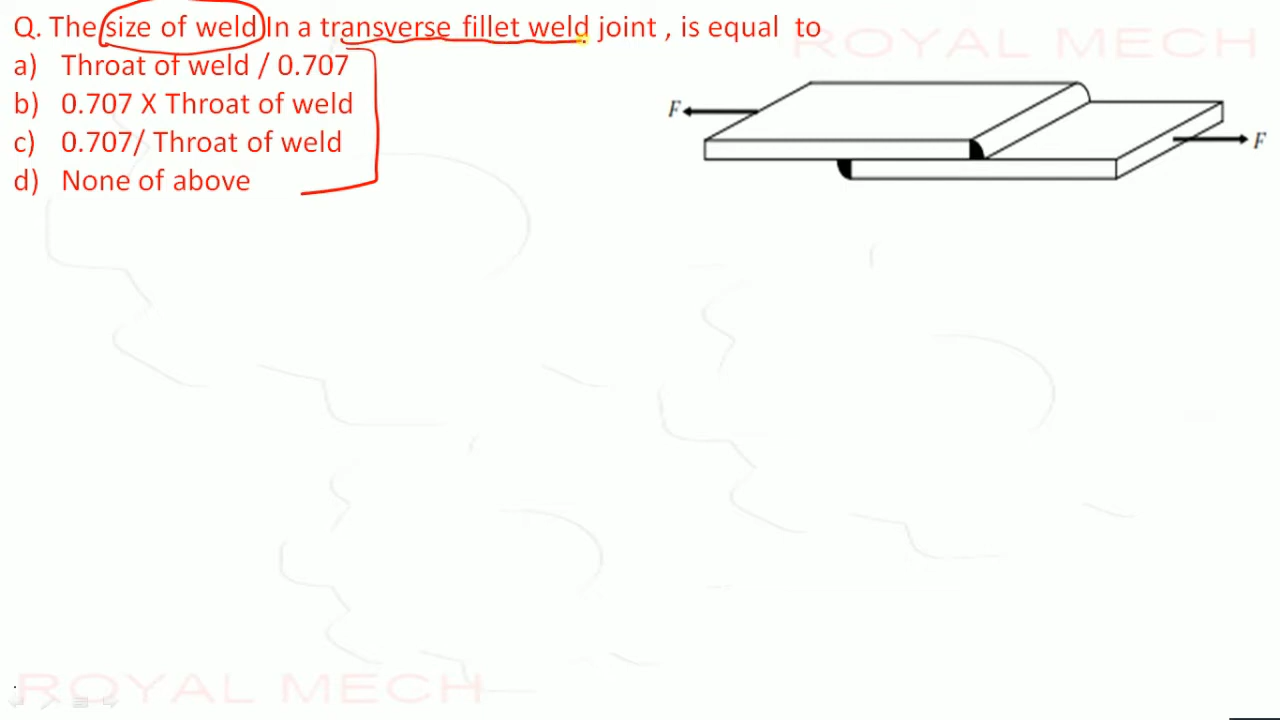 Q. The size of weld In a transverse fillet weld joint , is equal to
ROYAL MECH
a) Throat of weld / 0.707
b) 0.707 X Throat of weld
c) 0.707/ Throat of weld
d) None of above
F
F
ROYAL MECH